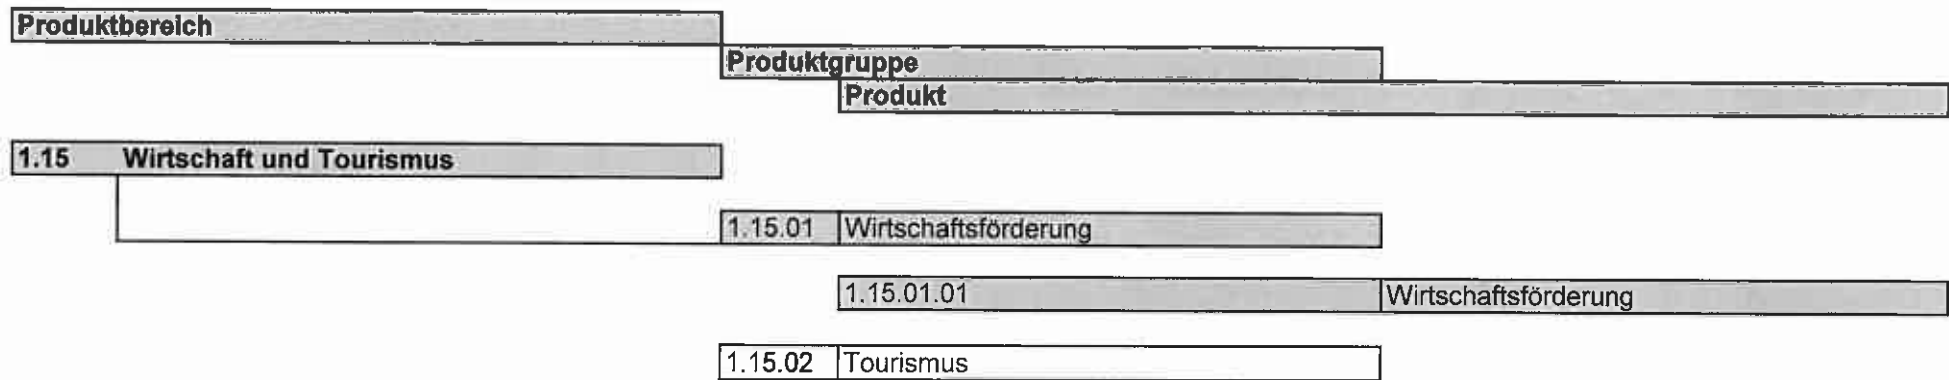 Produktbereich
Produktgruppe
Produkt
1.15 Wirtschaft und Tourismus
1.15.01 Wirtschaftsförderung
1.15.01.01 Wirtschaftsförderung
1.15.02 Tourismus